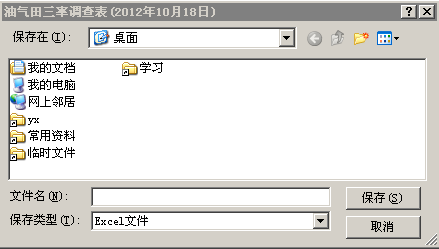 油气田三率调查表(2012年10月18日)
保存在(I): 桌面
我的文档 学习
我的电脑
网上邻居
yx
常用资料
临时文件
文件名(N): 保存(S)
保存类型(T): Excel文件 取消